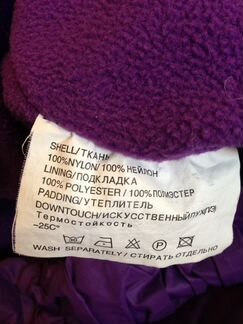 SHELL/ТКАНЬ
100%NYLON/100% НЕЙЛОН
LINING/ПОДКЛАДКА
100% POLYESTER / 100% ПОЛИЭСТЕР
PADDING/УТЕПЛИТЕЛЬ
DOWNTOUCH/ИСКУССТВЕННЫЙ
Термостойкость
-25C°
WASH SEPARATELY / СТИРАТЬ ОТДЕЛЬНО